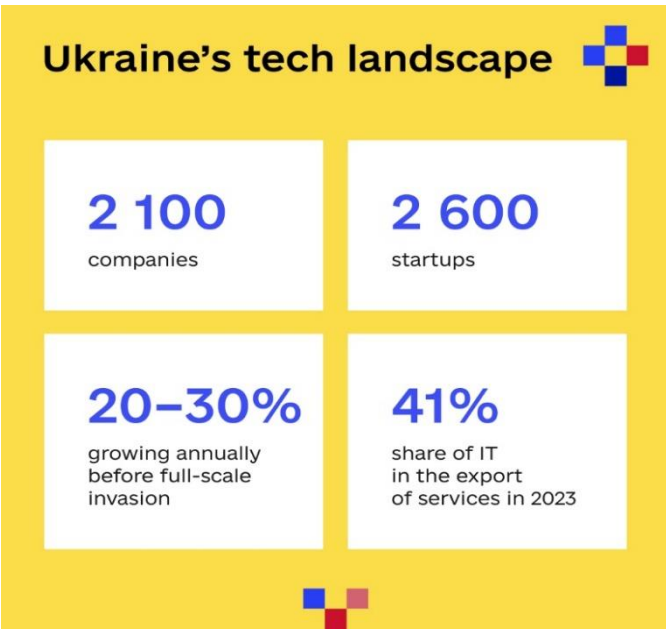 Ukraine’s tech landscape
2 100
companies
2 600
startups
20–30%
growing annually
before full-scale
invasion
41%
share of IT
in the export
of services in 2023